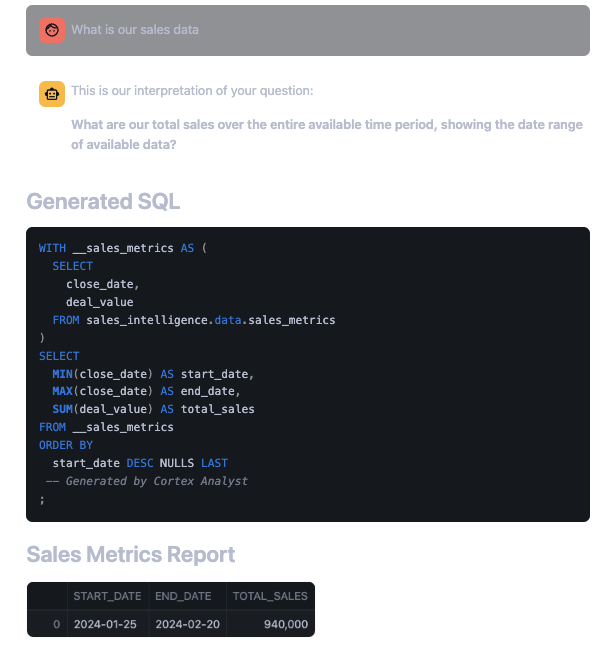 What is our sales data
This is our interpretation of your question:
What are our total sales over the entire available time period, showing the date range
of available data?
Generated SQL
WITH __sales_metrics AS (
  SELECT
    close_date,
    deal_value
  FROM sales_intelligence.data.sales_metrics
)
SELECT
  MIN(close_date) AS start_date,
  MAX(close_date) AS end_date,
  SUM(deal_value) AS total_sales
FROM __sales_metrics
ORDER BY
  start_date DESC NULLS LAST
 -- Generated by Cortex Analyst
;
Sales Metrics Report
START_DATE END_DATE TOTAL_SALES
0 2024-01-25 2024-02-20 940,000